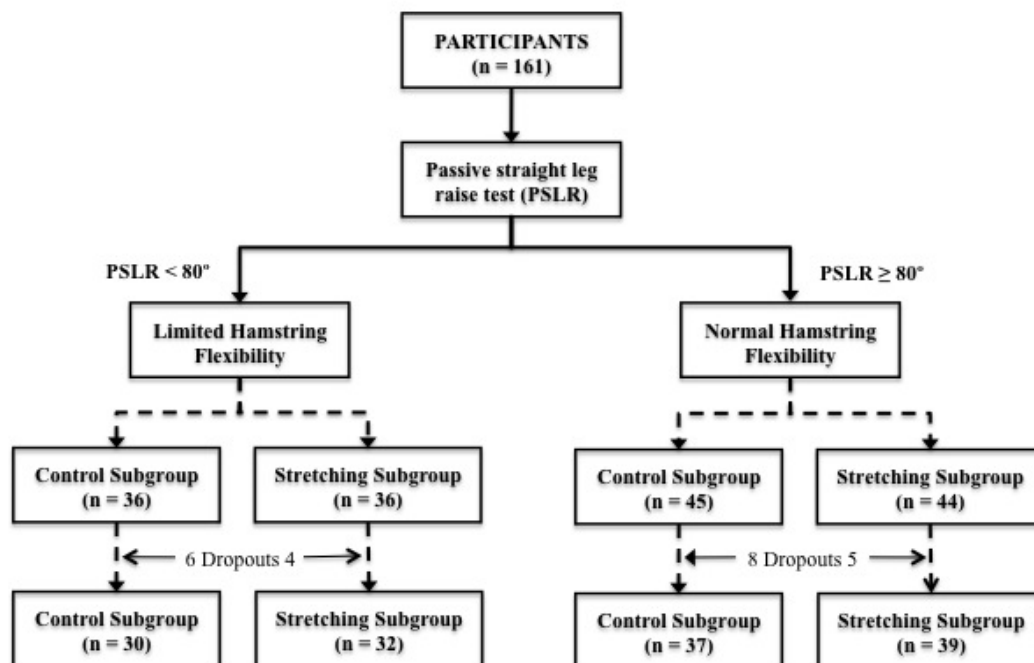 PARTICIPANTS
(n = 161)
Passive straight leg
raise test (PSLR)
PSLR < 80º
PSLR ≥ 80º
Limited Hamstring
Flexibility
Normal Hamstring
Flexibility
Control Subgroup
(n = 36)
Stretching Subgroup
(n = 36)
Control Subgroup
(n = 45)
Stretching Subgroup
(n = 44)
6 Dropouts 4
8 Dropouts 5
Control Subgroup
(n = 30)
Stretching Subgroup
(n = 32)
Control Subgroup
(n = 37)
Stretching Subgroup
(n = 39)